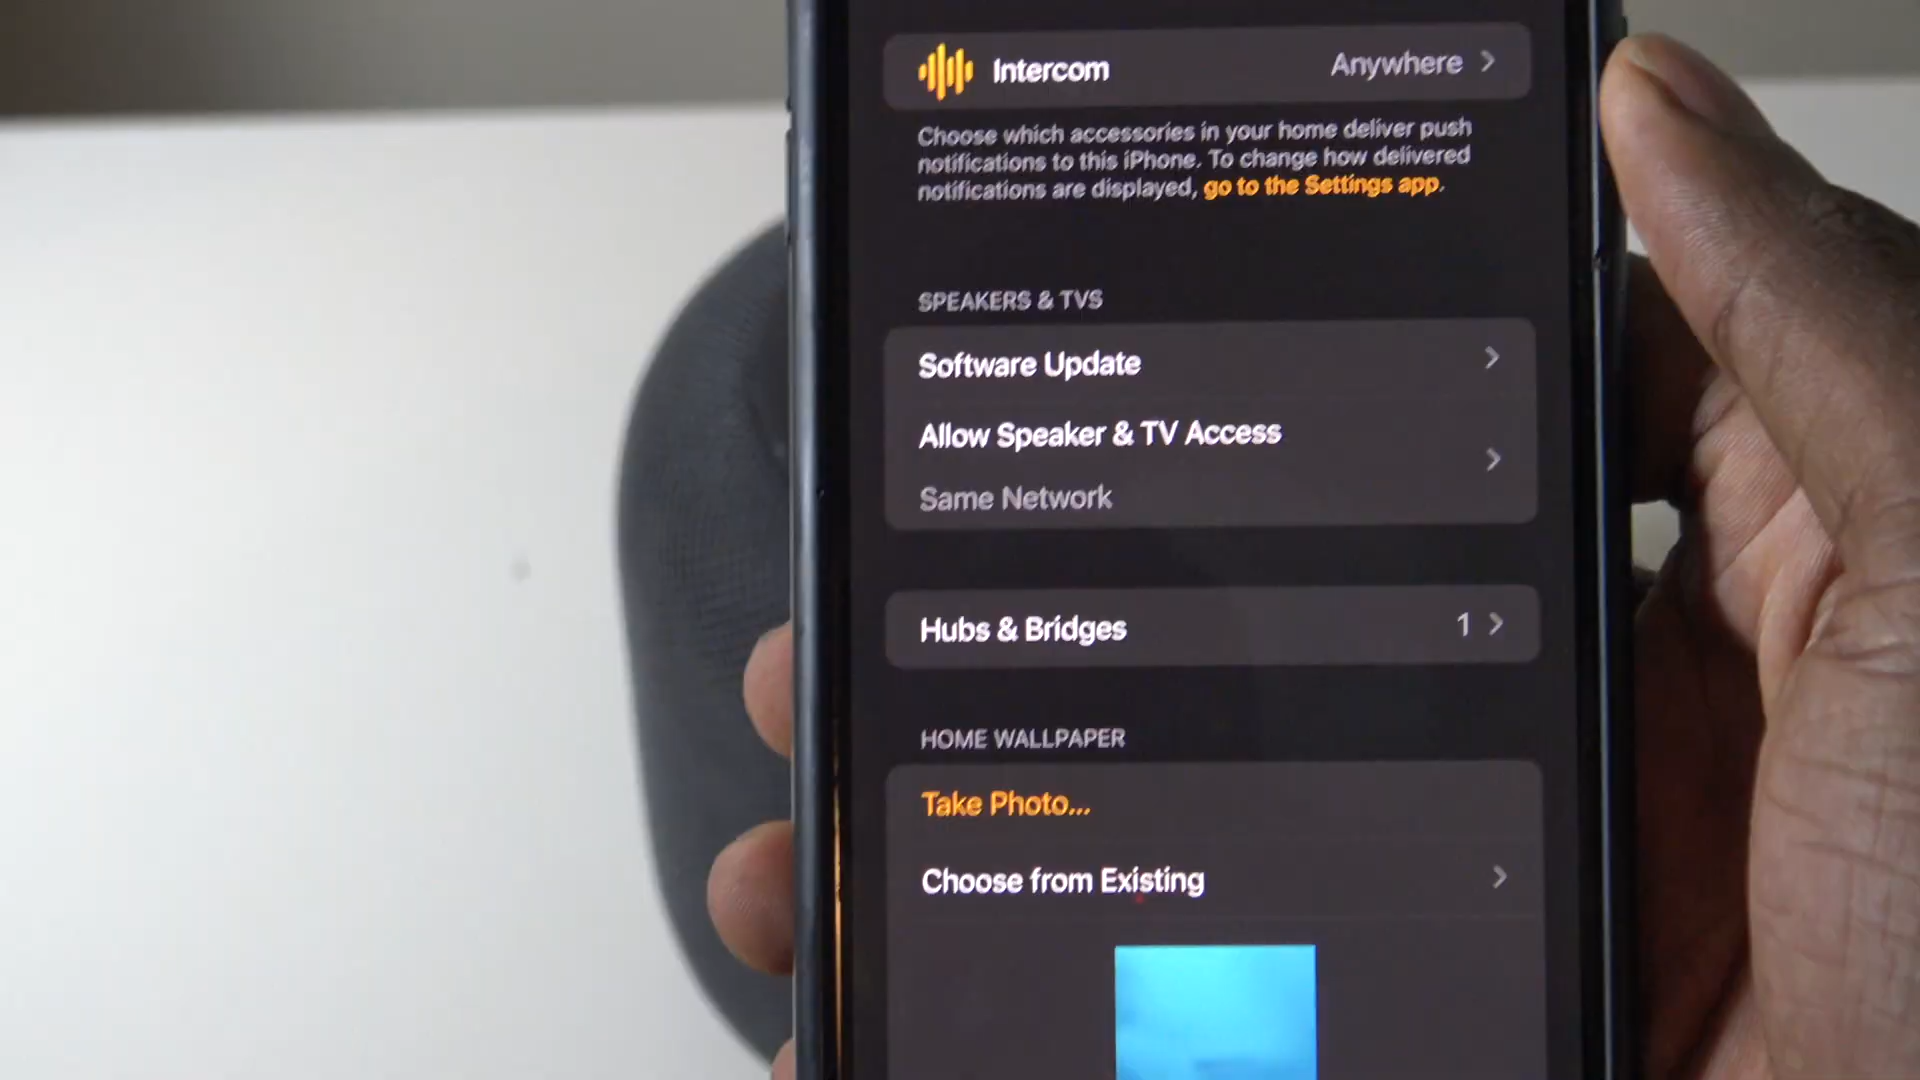 Intercom
Anywhere
Choose which accessories in your home deliver push
notifications to this iPhone. To change how delivered
notifications are displayed, go to the Settings app.
SPEAKERS & TVS
Software Update
Allow Speaker & TV Access
Same Network
Hubs & Bridges
1
HOME WALLPAPER
Take Photo...
Choose from Existing